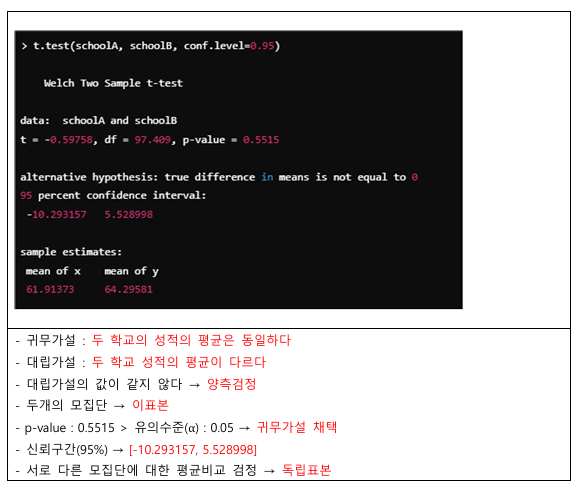 > t.test(schoolA, schoolB, conf.level=0.95)
Welch Two Sample t-test
data: schoolA and schoolB
t = -0.59758, df = 97.409, p-value = 0.5515
alternative hypothesis: true difference in means is not equal to 0
95 percent confidence interval:
-10.293157 5.528998
sample estimates:
mean of x mean of y
61.91373 64.29581
- 귀무가설 : 두 학교의 성적의 평균은 동일하다
- 대립가설 : 두 학교 성적의 평균이 다르다
- 대립가설의 값이 같지 않다 → 양측검정
- 두개의 모집단 → 이표본
- p-value : 0.5515 > 유의수준(α) : 0.05 → 귀무가설 채택
- 신뢰구간(95%) → [-10.293157, 5.528998]
- 서로 다른 모집단에 대한 평균비교 검정 → 독립표본